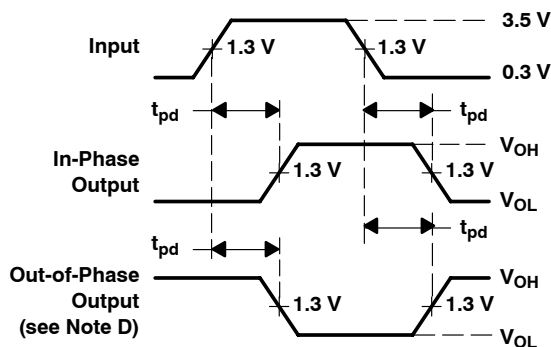 3.5 V
Input
1.3 V
1.3 V
0.3 V
tpd
tpd
VOH
In-Phase
Output
1.3 V
1.3 V
VOL
tpd
tpd
Out-of-Phase
Output
(see Note D)
VOH
1.3 V
1.3 V
VOL